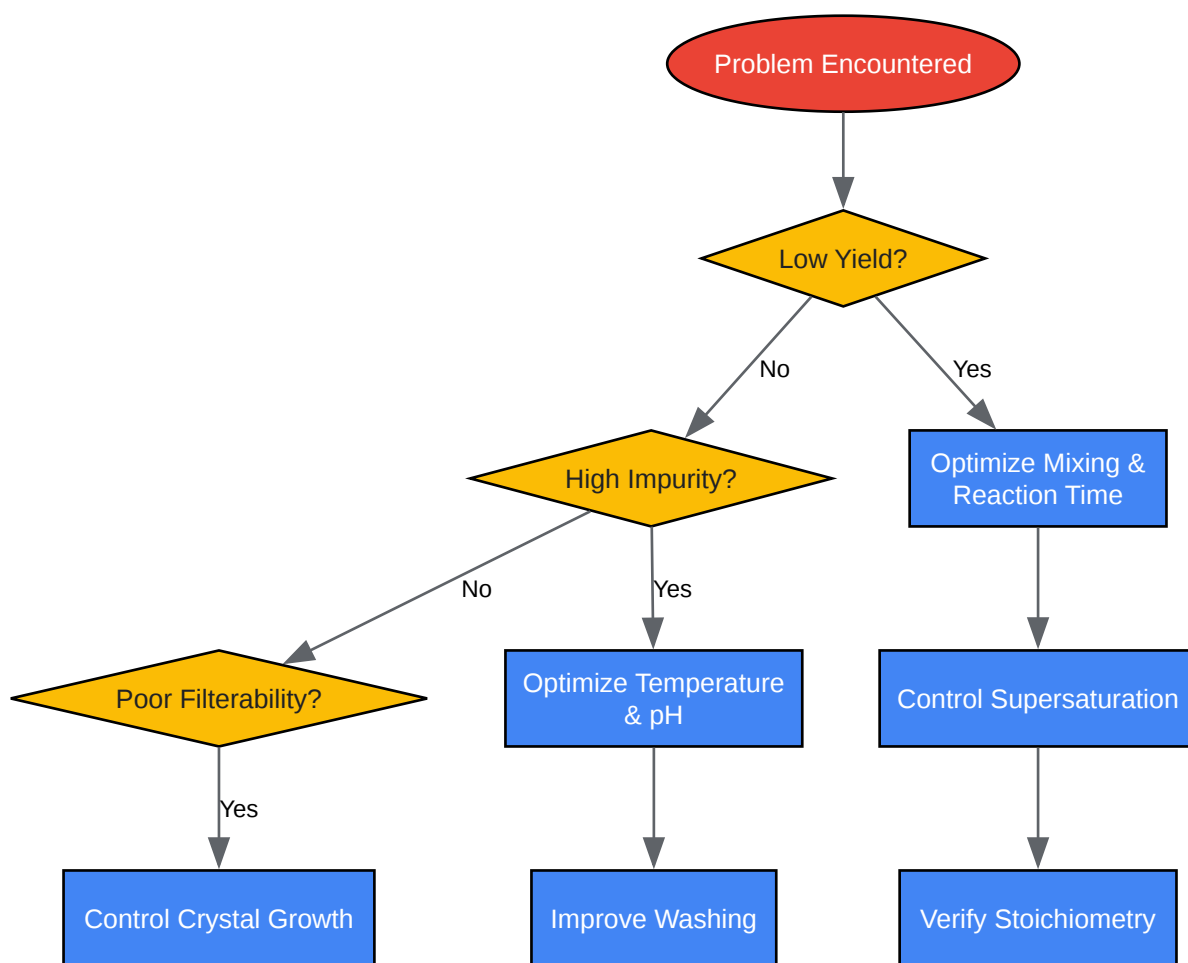 Problem Encountered
Low Yield?
No
Yes
High Impurity?
Optimize Mixing &
Reaction Time
No
Yes
Poor Filterability?
Optimize Temperature
& pH
Control Supersaturation
Yes
Control Crystal Growth
Improve Washing
Verify Stoichiometry